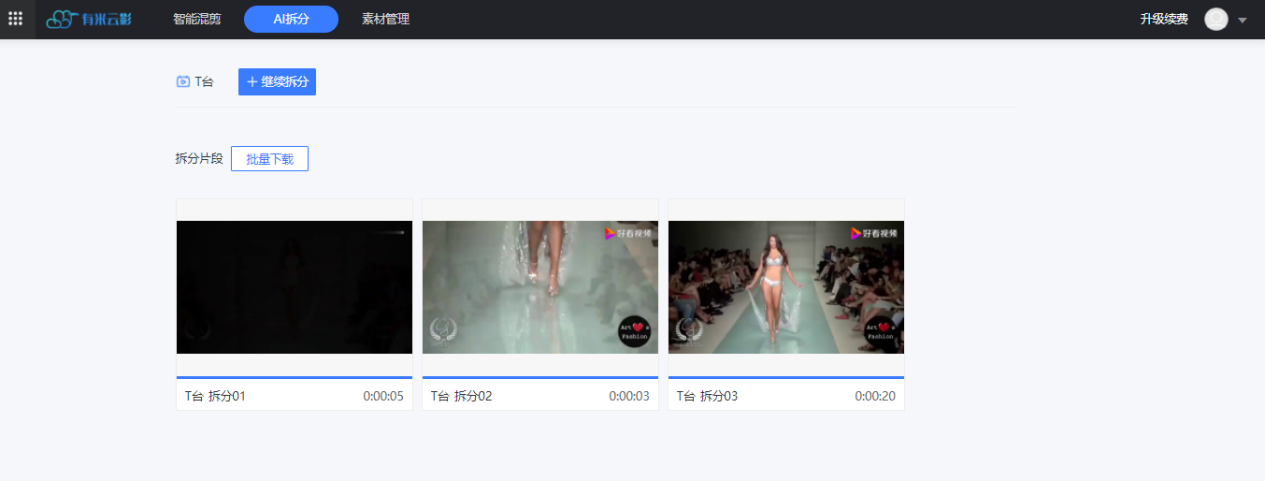 有米云影 智能混剪 AI拆分 素材管理 升级续费
T台 + 继续拆分
拆分片段 批量下载
好看视频 好看视频
Art ❤ e Art ❤ e
Fashion Fashion
T台 拆分01 0:00:05 T台 拆分02 0:00:03 T台 拆分03 0:00:20